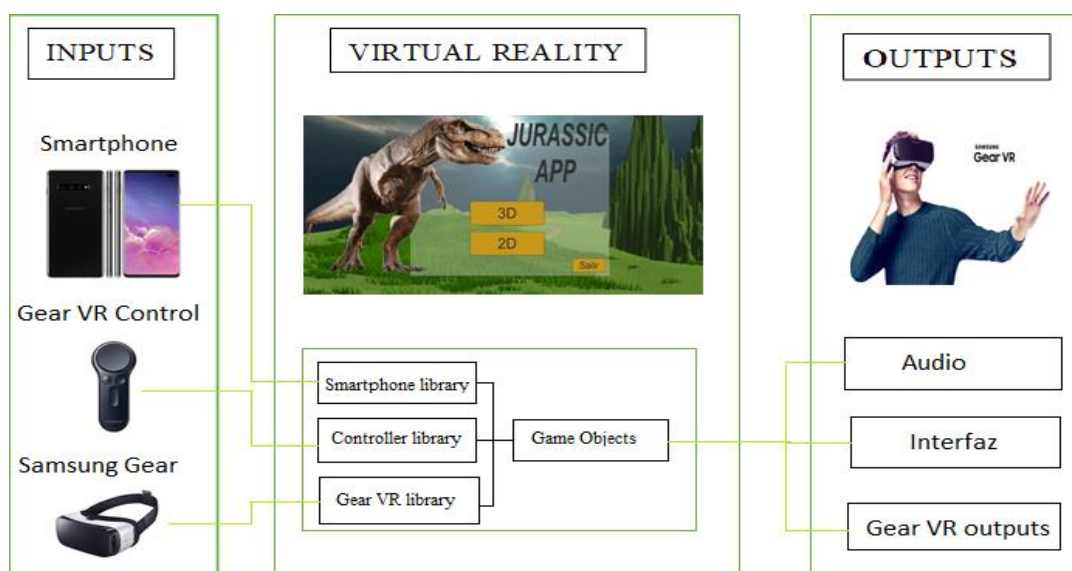 INPUTS
Smartphone
Gear VR Control
Samsung Gear
VIRTUAL REALITY
JURASSIC
APP
3D
2D
Salir
Smartphone library
Controller library
Gear VR library
Game Objects
OUTPUTS
SAMSUNG
Gear VR
Audio
Interfaz
Gear VR outputs